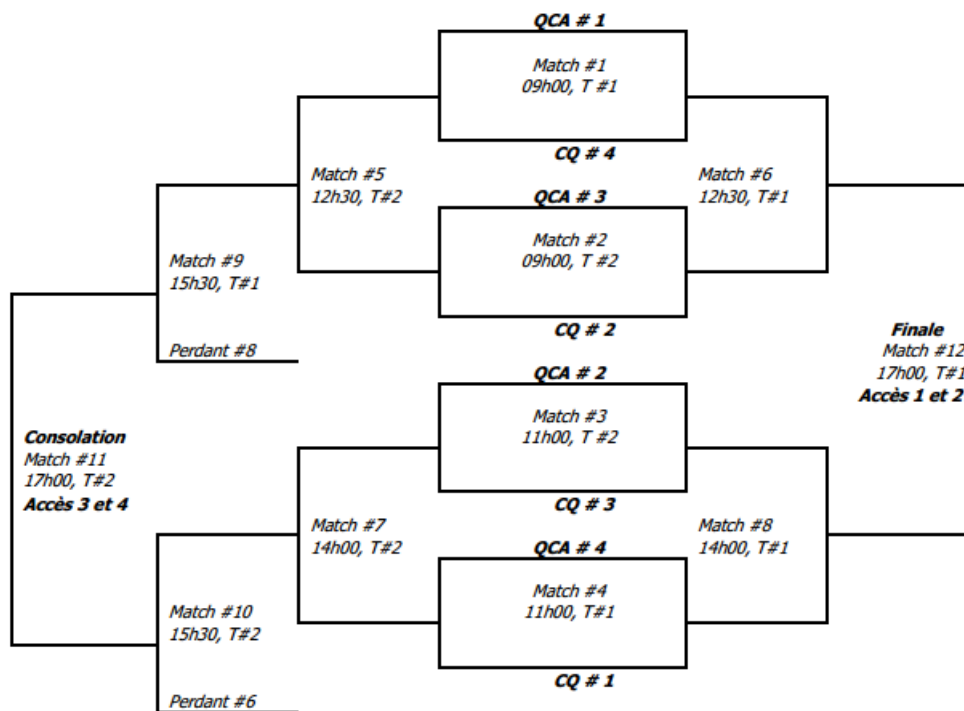 QCA # 1
Match #1
09h00, T #1
CQ # 4
Match #5
12h30, T#2
Match #6
12h30, T#1
QCA # 3
Match #2
09h00, T #2
CQ # 2
Match #9
15h30, T#1
Perdant #8
Finale
Match #12
17h00, T#1
Accès 1 et 2
QCA # 2
Match #3
11h00, T #2
CQ # 3
Consolation
Match #11
17h00, T#2
Accès 3 et 4
Match #7
14h00, T#2
Match #8
14h00, T#1
QCA # 4
Match #4
11h00, T#1
CQ # 1
Match #10
15h30, T#2
Perdant #6